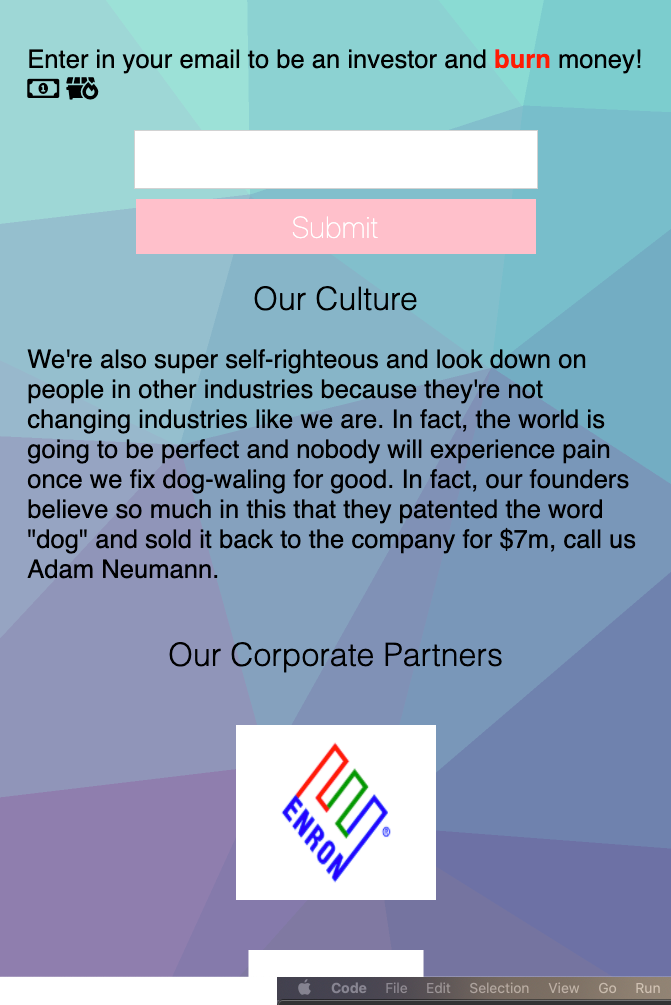 Enter in your email to be an investor and burn money!
Submit
Our Culture
We're also super self-righteous and look down on
people in other industries because they're not
changing industries like we are. In fact, the world is
going to be perfect and nobody will experience pain
once we fix dog-waling for good. In fact, our founders
believe so much in this that they patented the word
"dog" and sold it back to the company for $7m, call us
Adam Neumann.
Our Corporate Partners
ENRON®
Code File Edit Selection View Go Run